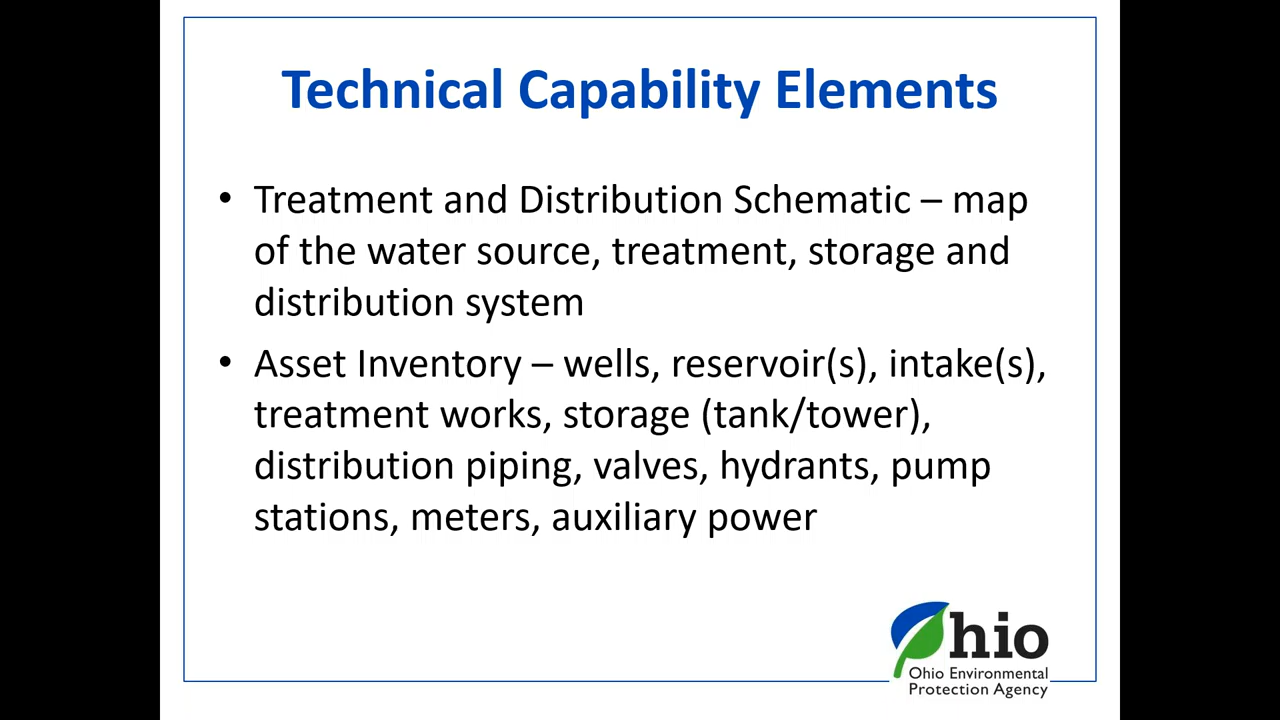 Technical Capability Elements
• Treatment and Distribution Schematic – map
of the water source, treatment, storage and
distribution system
• Asset Inventory – wells, reservoir(s), intake(s),
treatment works, storage (tank/tower),
distribution piping, valves, hydrants, pump
stations, meters, auxiliary power
Ohio
Ohio Environmental
Protection Agency